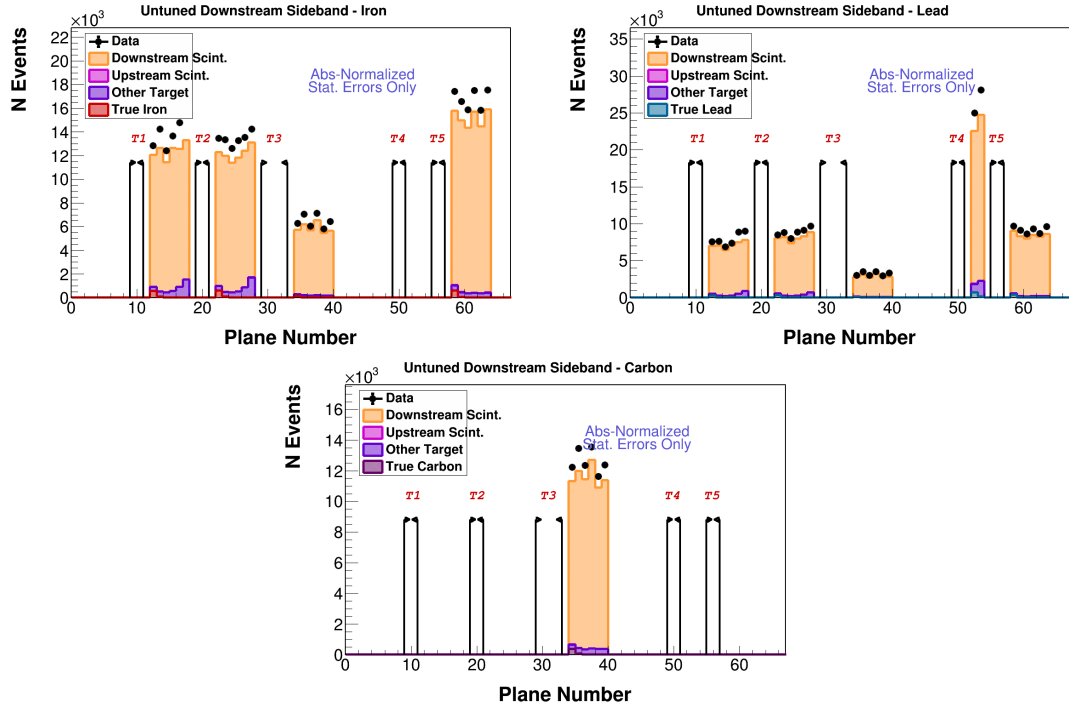 Untuned Downstream Sideband - Iron
×10³
N Events
22
20
18
16
14
12
10
8
6
4
2
0
Data
Downstream Scint.
Upstream Scint.
Other Target
True Iron
Abs-Normalized
Stat. Errors Only
T1 T2 T3 T4 T5
0 10 20 30 40 50 60
Plane Number
Untuned Downstream Sideband - Lead
×10³
N Events
35
30
25
20
15
10
5
0
Data
Downstream Scint.
Upstream Scint.
Other Target
True Lead
Abs-Normalized
Stat. Errors Only
T1 T2 T3 T4 T5
0 10 20 30 40 50 60
Plane Number
Untuned Downstream Sideband - Carbon
×10³
N Events
16
14
12
10
8
6
4
2
0
Data
Downstream Scint.
Upstream Scint.
Other Target
True Carbon
Abs-Normalized
Stat. Errors Only
T1 T2 T3 T4 T5
0 10 20 30 40 50 60
Plane Number